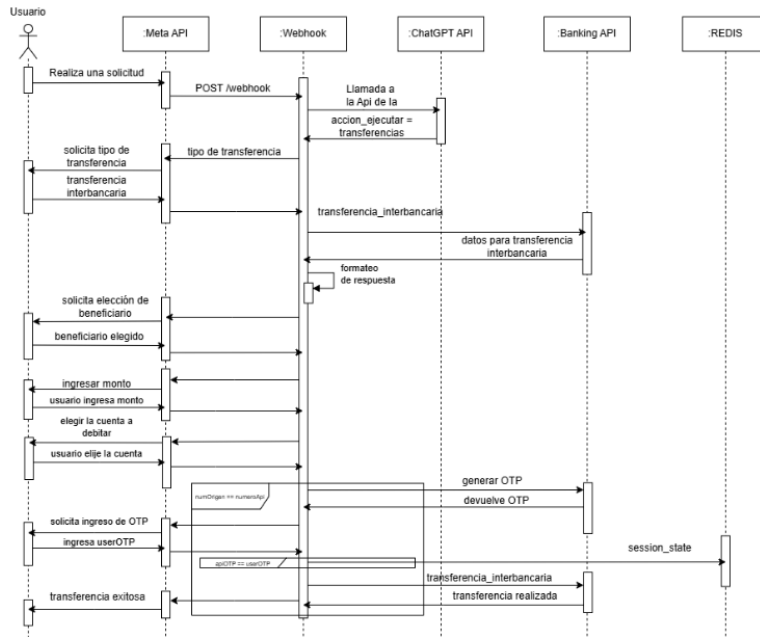 Usuario
:Meta API
:Webhook
:ChatGPT API
:Banking API
:REDIS
Realiza una solicitud
POST /webhook
Llamada a
la Api de la
accion_ejecutar =
transferencias
tipo de transferencia
solicita tipo de
transferencia
transferencia
interbancaria
transferencia_interbancaria
datos para transferencia
interbancaria
formateo
de respuesta
solicita elección de
beneficiario
beneficiario elegido
ingresar monto
usuario ingresa monto
elegir la cuenta a
debitar
usuario elije la cuenta
generar OTP
numOrigen == numeroApi
devuelve OTP
solicita ingreso de OTP
ingresa userOTP
session_state
apiOTP == userOTP
transferencia_interbancaria
transferencia realizada
transferencia exitosa